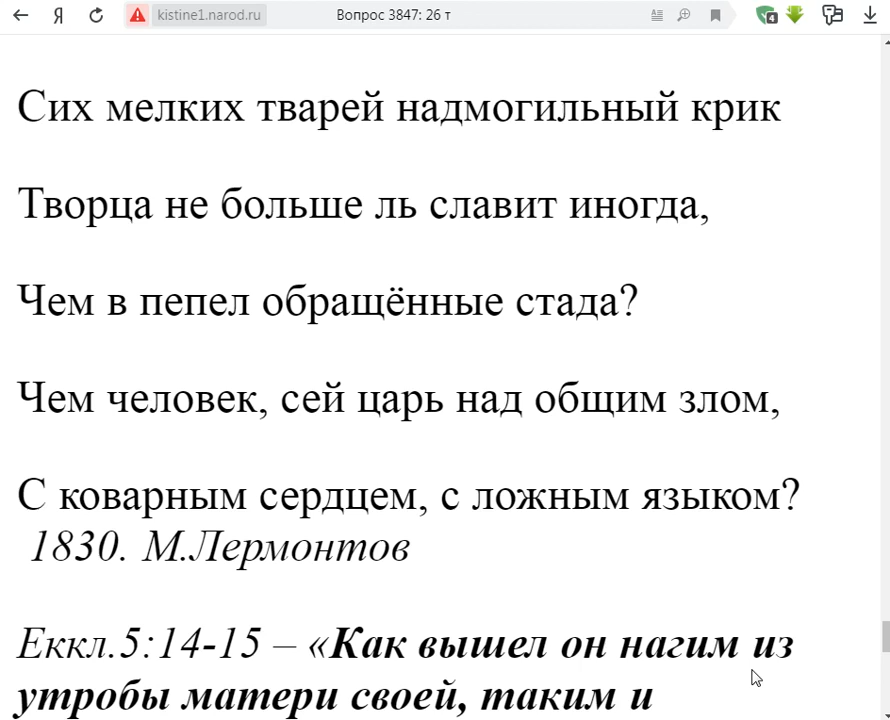 Я
kistine1.narod.ru
Вопрос 3847: 26 т
4
Сих мелких тварей надмогильный крик
Творца не больше ль славит иногда,
Чем в пепел обращённые стада?
Чем человек, сей царь над общим злом,
С коварным сердцем, с ложным языком?
1830. М.Лермонтов
Еккл.5:14-15 – «Как вышел он нагим из
утробы матери своей, таким и